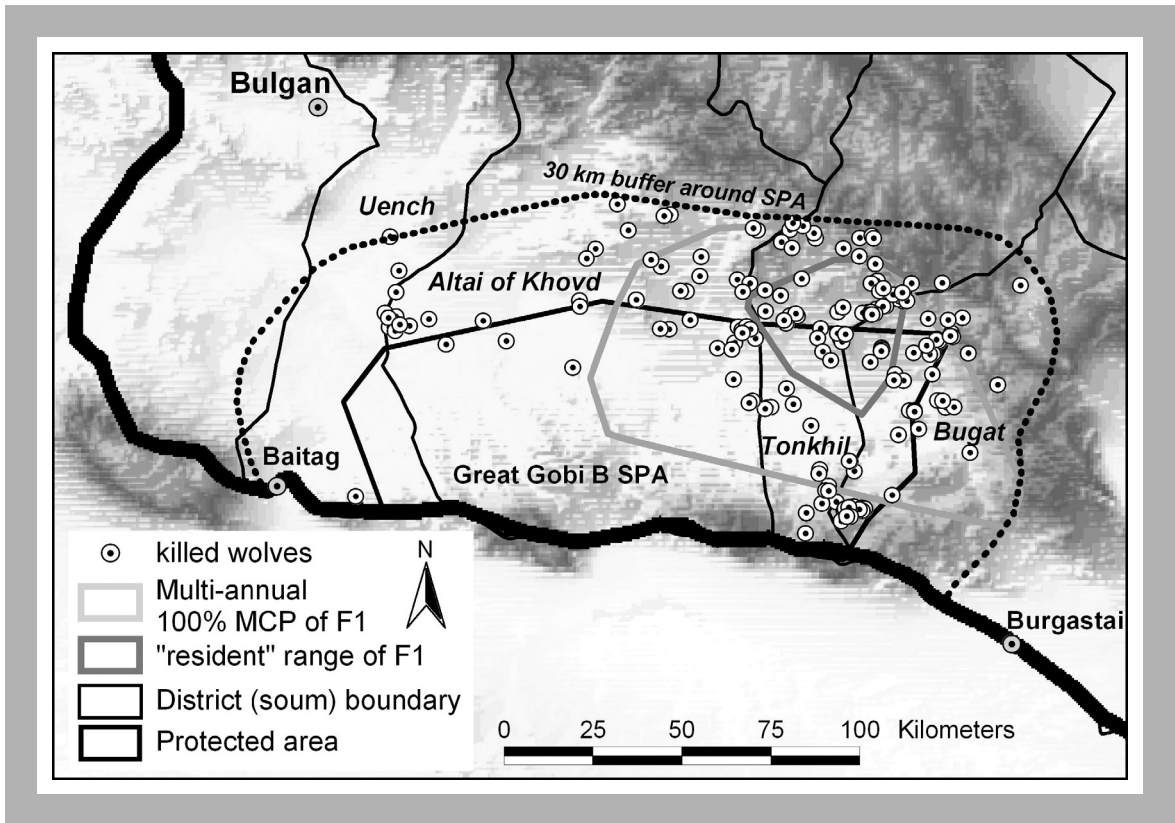 Bulgan
30 km buffer around SPA
Uench
Altai of Khovd
Tonkhil
Bugat
Baitag
Great Gobi B SPA
Burgastai
killed wolves
Multi-annual
100% MCP of F1
"resident" range of F1
District (soum) boundary
Protected area
N
0 25 50 75 100 Kilometers